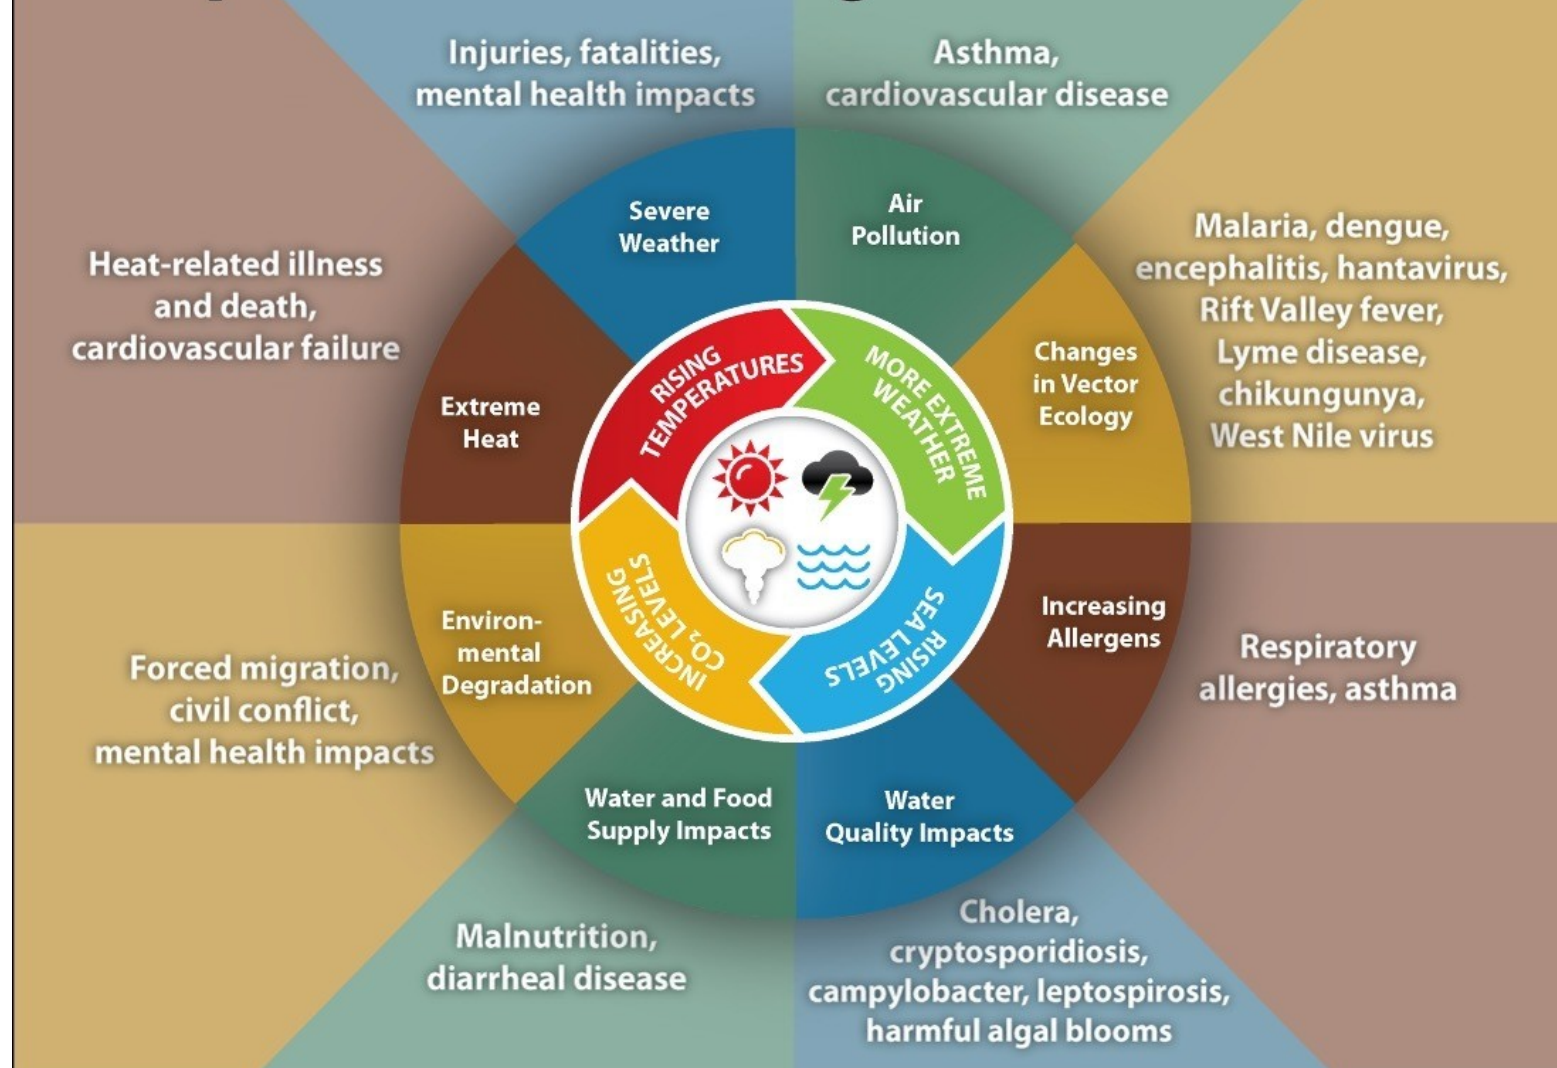 Injuries, fatalities,
mental health impacts
Asthma,
cardiovascular disease
Severe
Weather
Air
Pollution
Malaria, dengue,
encephalitis, hantavirus,
Rift Valley fever,
Lyme disease,
chikungunya,
West Nile virus
Heat-related illness
and death,
cardiovascular failure
Extreme
Heat
Changes
in Vector
Ecology
RISING
TEMPERATURES
MORE EXTREME
WEATHER
RISING
SEA LEVELS
INCREASING
CO₂ LEVELS
Increasing
Allergens
Respiratory
allergies, asthma
Environ-
mental
Degradation
Forced migration,
civil conflict,
mental health impacts
Water and Food
Supply Impacts
Water
Quality Impacts
Malnutrition,
diarrheal disease
Cholera,
cryptosporidiosis,
campylobacter, leptospirosis,
harmful algal blooms